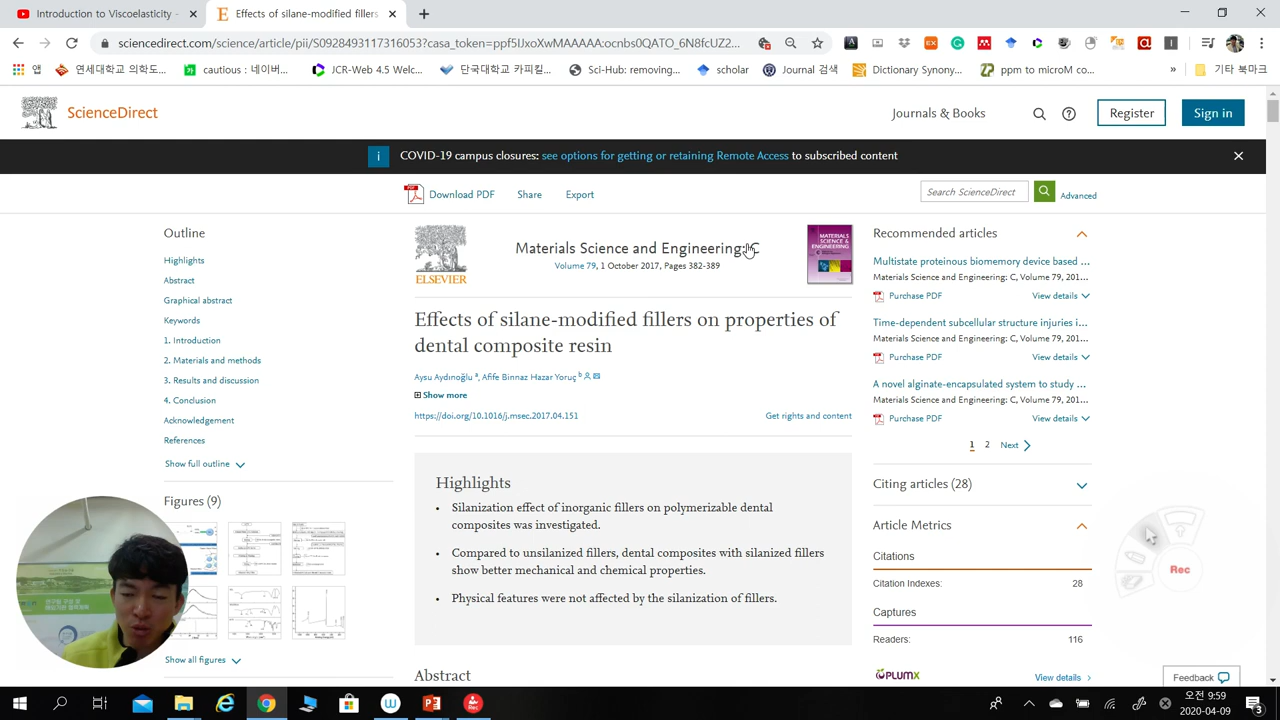 Introduction to Viscoelasticity
Effects of silane-modified fillers
sciencedirect.com/science/article/pii/S0928493117316053?casa_token=ppf5IJxoXwMAAAAA:ocnbs0QATO_6N8fcUZ2...
앱
연세대학교 의학도...
cautious : 네이버...
JCR-Web 4.5 Welc...
단국대학교 카피킬...
Sci-Hub: removing...
scholar
Journal 검색
Dictionary Synony...
ppm to microM co...
»
기타 북마크
ScienceDirect
Journals & Books
Register
Sign in
COVID-19 campus closures: see options for getting or retaining Remote Access to subscribed content
Download PDF
Share
Export
Search ScienceDirect
Advanced
Outline
Highlights
Abstract
Graphical abstract
Keywords
1. Introduction
2. Materials and methods
3. Results and discussion
4. Conclusion
Acknowledgement
References
Show full outline
Figures (9)
Show all figures
ELSEVIER
Materials Science and Engineering: C
Volume 79, 1 October 2017, Pages 382-389
MATERIALS SCIENCE & ENGINEERING
Effects of silane-modified fillers on properties of
dental composite resin
Aysu Aydınoğlu a, Afife Binnaz Hazar Yoruç b
Show more
https://doi.org/10.1016/j.msec.2017.04.151
Get rights and content
Highlights
• Silanization effect of inorganic fillers on polymerizable dental
composites was investigated.
• Compared to unsilanized fillers, dental composites with silanized fillers
show better mechanical and chemical properties.
• Physical features were not affected by the silanization of fillers.
Abstract
Recommended articles
Multistate proteinous biomemory device based ...
Materials Science and Engineering: C, Volume 79, 201...
Purchase PDF
View details
Time-dependent subcellular structure injuries i...
Materials Science and Engineering: C, Volume 79, 201...
Purchase PDF
View details
A novel alginate-encapsulated system to study ...
Materials Science and Engineering: C, Volume 79, 201...
Purchase PDF
View details
1 2 Next
Citing articles (28)
Article Metrics
Citations
Citation Indexes: 28
Captures
Readers: 116
PLUMX
View details
Feedback
Rec
오전 9:59
2020-04-09
3